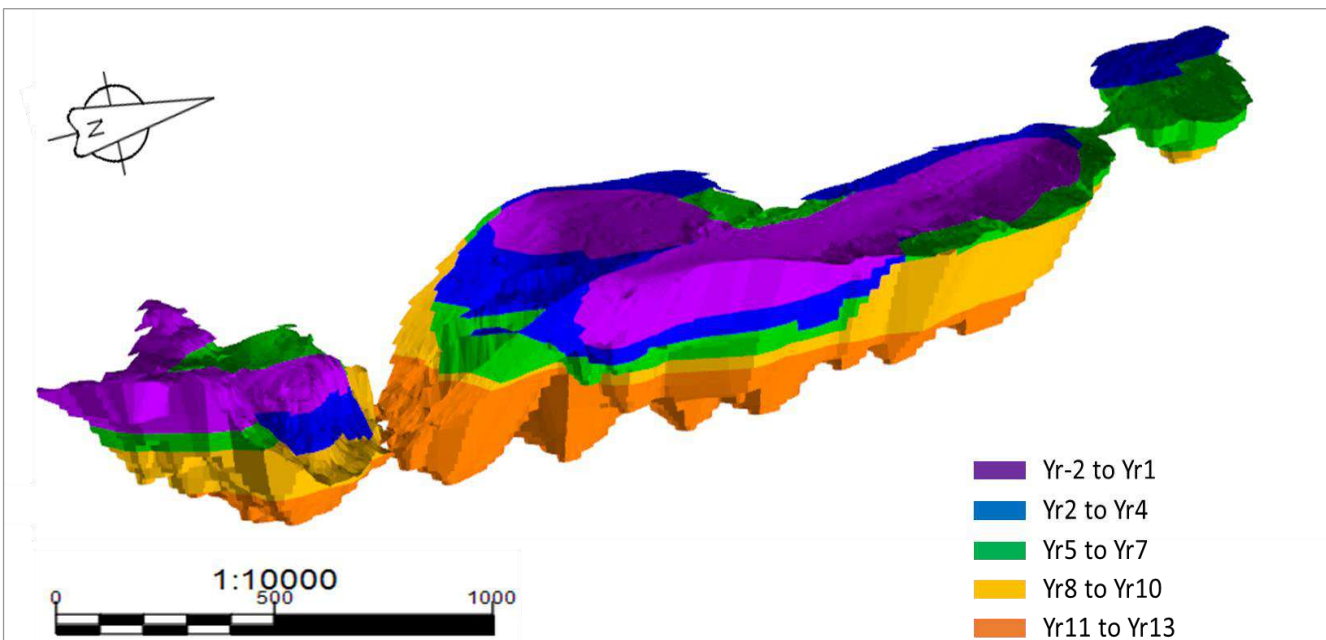 Z
Yr-2 to Yr1
Yr2 to Yr4
Yr5 to Yr7
Yr8 to Yr10
Yr11 to Yr13
1:10000
0 500 1000